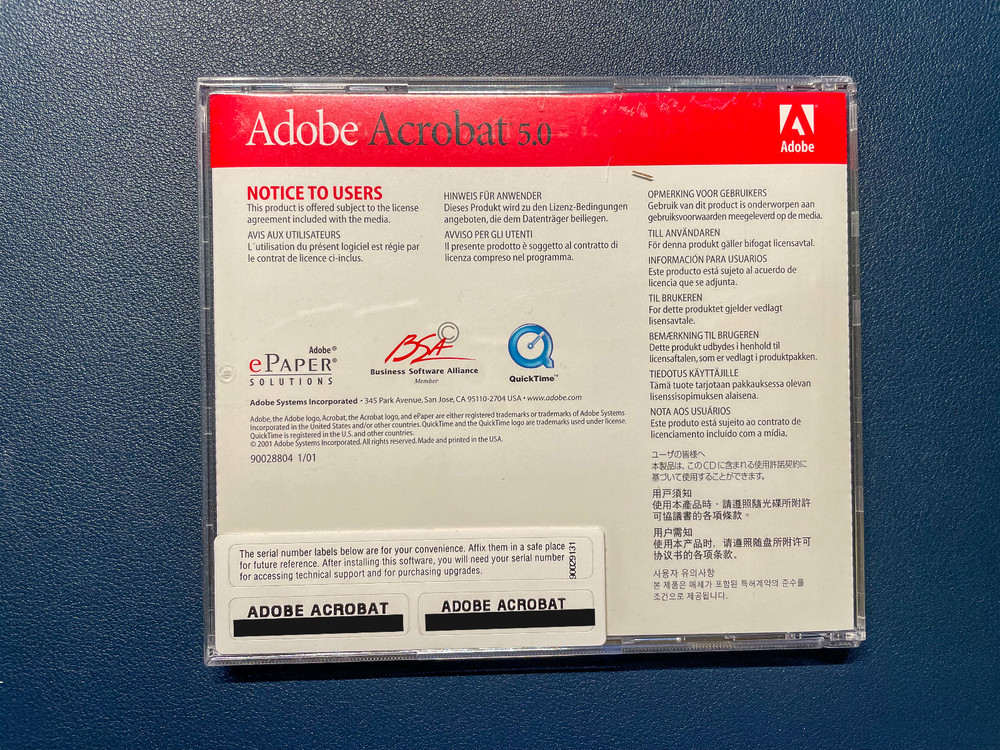 Adobe Acrobat 5.0
Adobe
NOTICE TO USERS
This product is offered subject to the license
agreement included with the media.
AVIS AUX UTILISATEURS
L'utilisation du présent logiciel est régie par
le contrat de licence ci-inclus.
HINWEIS FÜR ANWENDER
Dieses Produkt wird zu den Lizenz-Bedingungen
angeboten, die dem Datenträger beiliegen.
AVVISO PER GLI UTENTI
Il presente prodotto è soggetto al contratto di
licenza compreso nel programma.
OPMERKING VOOR GEBRUIKERS
Gebruik van dit product is onderworpen aan
gebruiksvoorwaarden meegeleverd op de media.
TILL ANVÄNDAREN
För denna produkt gäller bifogat licensavtal.
INFORMACIÓN PARA USUARIOS
Este producto está sujeto al acuerdo de
licencia que se adjunta.
TIL BRUKEREN
For dette produktet gjelder vedlagt
lisensavtale.
BEMÆRKNING TIL BRUGEREN
Dette produkt udbydes i henhold til
licensaftalen, som er vedlagt i produktpakken.
TIEDOTUS KÄYTTÄJILLE
Tämä tuote tarjotaan pakkauksessa olevan
lisenssisopimuksen alaisena.
NOTA AOS USUÁRIOS
Este produto está sujeito ao contrato de
licenciamento incluído com a mídia.
ユーザの皆様へ
本製品は、このCDに含まれる使用許諾契約に
基づいて使用することができます。
用戶須知
使用本產品時，請遵照隨光碟所附許
可協議書的各項條款。
用户需知
使用本产品时，请遵照随盘所附许可
协议书的各项条款。
사용자 유의사항
본 제품은 매체가 포함된 특허계약의 준수를
조건으로 제공됩니다.
Adobe®
ePAPER®
SOLUTIONS
BSA©
Business Software Alliance
Member
QuickTime™
Adobe Systems Incorporated • 345 Park Avenue, San Jose, CA 95110-2704 USA • www.adobe.com
Adobe, the Adobe logo, Acrobat, the Acrobat logo, and ePaper are either registered trademarks or trademarks of Adobe Systems
Incorporated in the United States and/or other countries. QuickTime and the QuickTime logo are trademarks used under license.
QuickTime is registered in the U.S. and other countries.
© 2001 Adobe Systems Incorporated. All rights reserved. Made and printed in the USA.
90028804 1/01
The serial number labels below are for your convenience. Affix them in a safe place
for future reference. After installing this software, you will need your serial number
for accessing technical support and for purchasing upgrades.
90029131
ADOBE ACROBAT
ADOBE ACROBAT